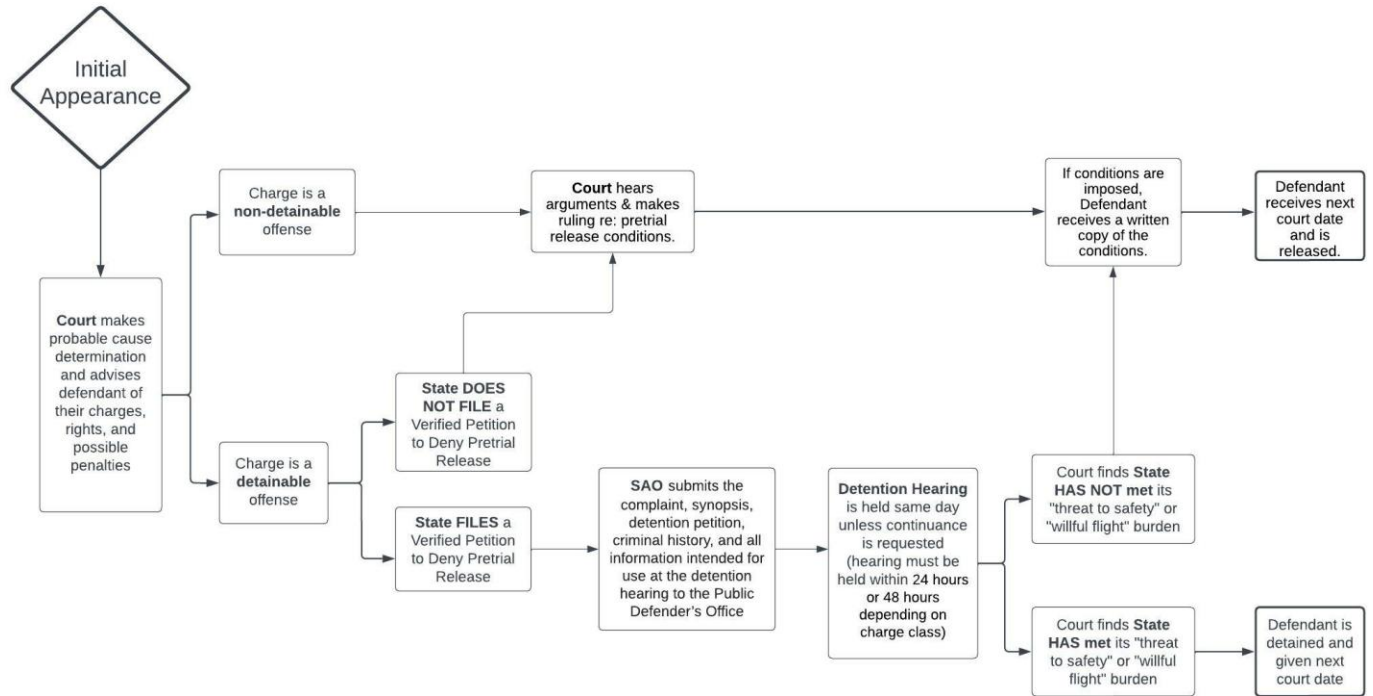 Initial
Appearance
Court makes
probable cause
determination
and advises
defendant of
their charges,
rights, and
possible
penalties
Charge is a
non-detainable
offense
Charge is a
detainable
offense
Court hears
arguments & makes
ruling re: pretrial
release conditions.
State DOES
NOT FILE a
Verified Petition
to Deny Pretrial
Release
State FILES a
Verified Petition
to Deny Pretrial
Release
SAO submits the
complaint, synopsis,
detention petition,
criminal history, and all
information intended for
use at the detention
hearing to the Public
Defender's Office
Detention Hearing
is held same day
unless continuance
is requested
(hearing must be
held within 24 hours
or 48 hours
depending on
charge class)
If conditions are
imposed,
Defendant
receives a written
copy of the
conditions.
Defendant
receives next
court date
and is
released.
Court finds State
HAS NOT met its
"threat to safety" or
"willful flight" burden
Court finds State
HAS met its "threat
to safety" or "willful
flight" burden
Defendant is
detained and
given next
court date